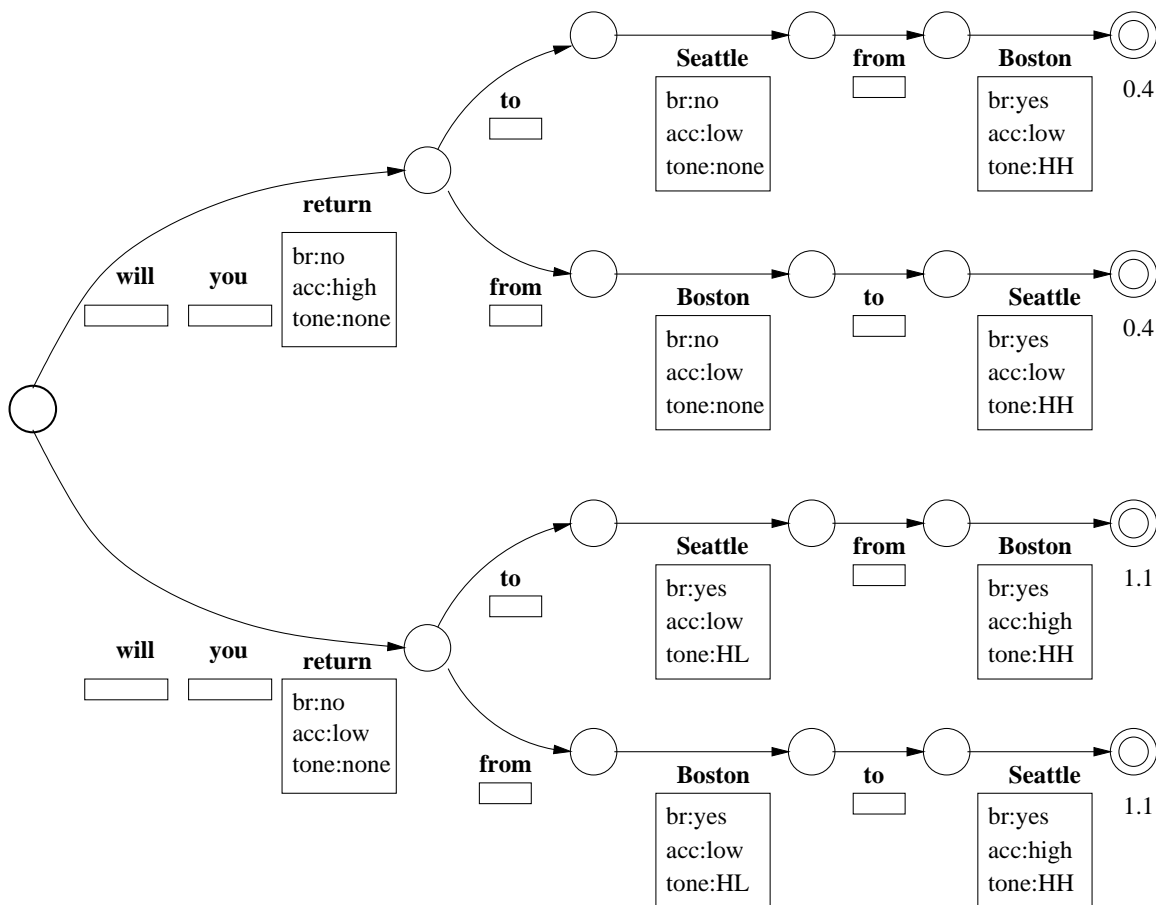 Seattle from Boston
to
br:no
acc:low
tone:none
br:yes
acc:low
tone:HH
0.4
will you return
br:no
acc:high
tone:none
from
Boston to Seattle
br:no
acc:low
tone:none
br:yes
acc:low
tone:HH
0.4
Seattle from Boston
to
br:yes
acc:low
tone:HL
br:yes
acc:high
tone:HH
1.1
will you return
br:no
acc:low
tone:none
from
Boston to Seattle
br:yes
acc:low
tone:HL
br:yes
acc:high
tone:HH
1.1